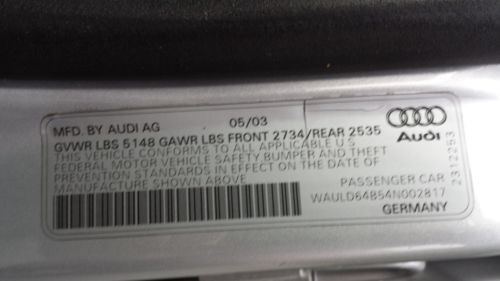 MFD. BY AUDI AG 05/03
GVWR LBS 5148 GAWR LBS FRONT 2734/REAR 2535
THIS VEHICLE CONFORMS TO ALL APPLICABLE U S
FEDERAL MOTOR VEHICLE SAFETY BUMPER AND THEFT
PREVENTION STANDARDS IN EFFECT ON THE DATE OF
MANUFACTURE SHOWN ABOVE
PASSENGER CAR
WAULD64B54N002817
GERMANY
Audi
2312253